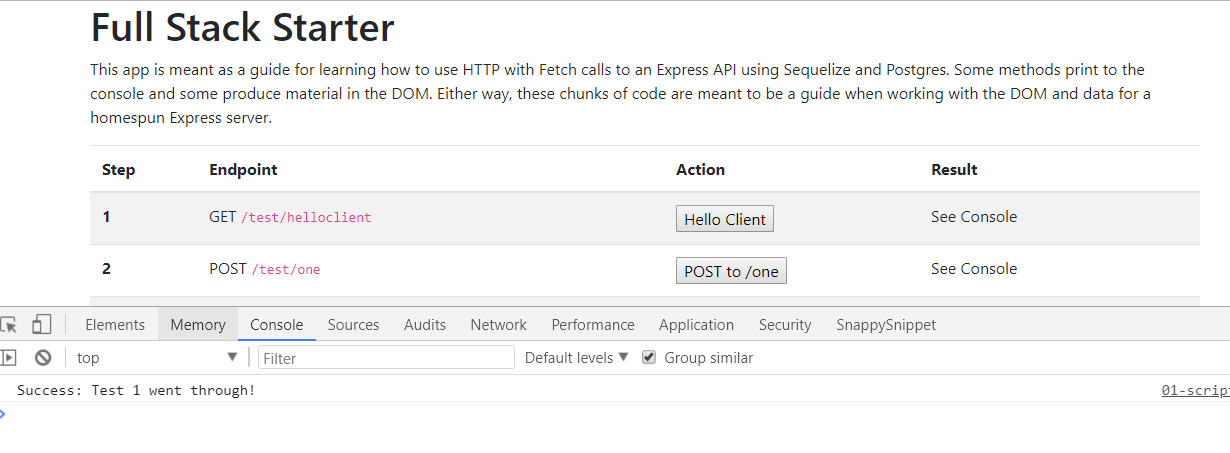 Full Stack Starter
This app is meant as a guide for learning how to use HTTP with Fetch calls to an Express API using Sequelize and Postgres. Some methods print to the
console and some produce material in the DOM. Either way, these chunks of code are meant to be a guide when working with the DOM and data for a
homespun Express server.
Step Endpoint Action Result
1 GET /test/helloclient Hello Client See Console
2 POST /test/one POST to /one See Console
Elements Memory Console Sources Audits Network Performance Application Security SnappySnippet
top Filter Default levels Group similar
Success: Test 1 went through! 01-script